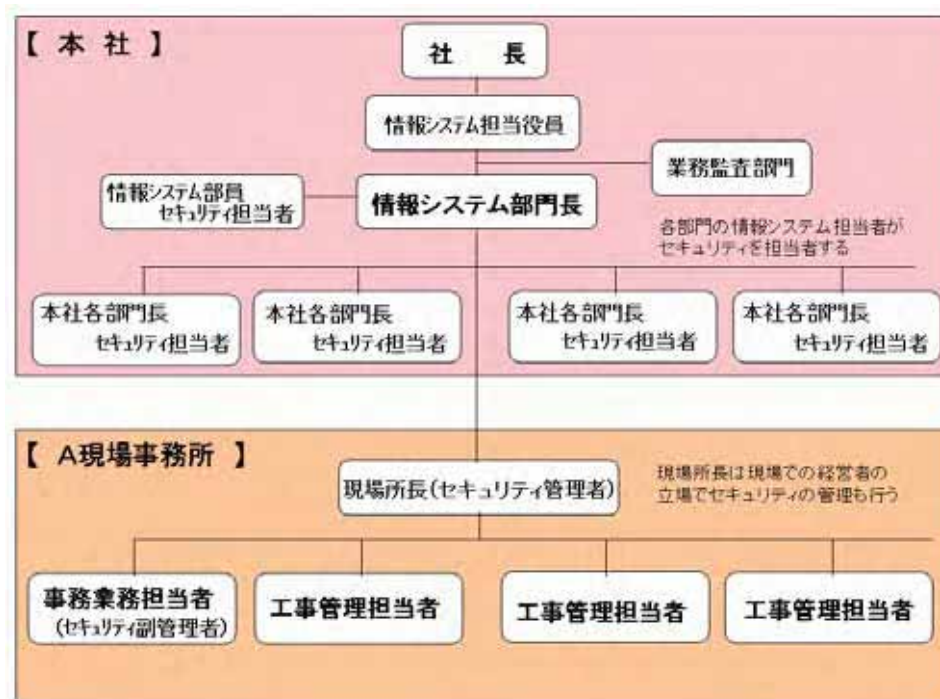 【 本 社 】
社 長
情報システム担当役員
業務監査部門
情報システム部員
セキュリティ担当者
情報システム部門長
各部門の情報システム担当者が
セキュリティを担当者する
本社各部門長
セキュリティ担当者
本社各部門長
セキュリティ担当者
本社各部門長
セキュリティ担当者
本社各部門長
セキュリティ担当者
【 A現場事務所 】
現場所長(セキュリティ管理者)
現場所長は現場での経営者の
立場でセキュリティの管理も行う
事務業務担当者
(セキュリティ副管理者)
工事管理担当者
工事管理担当者
工事管理担当者